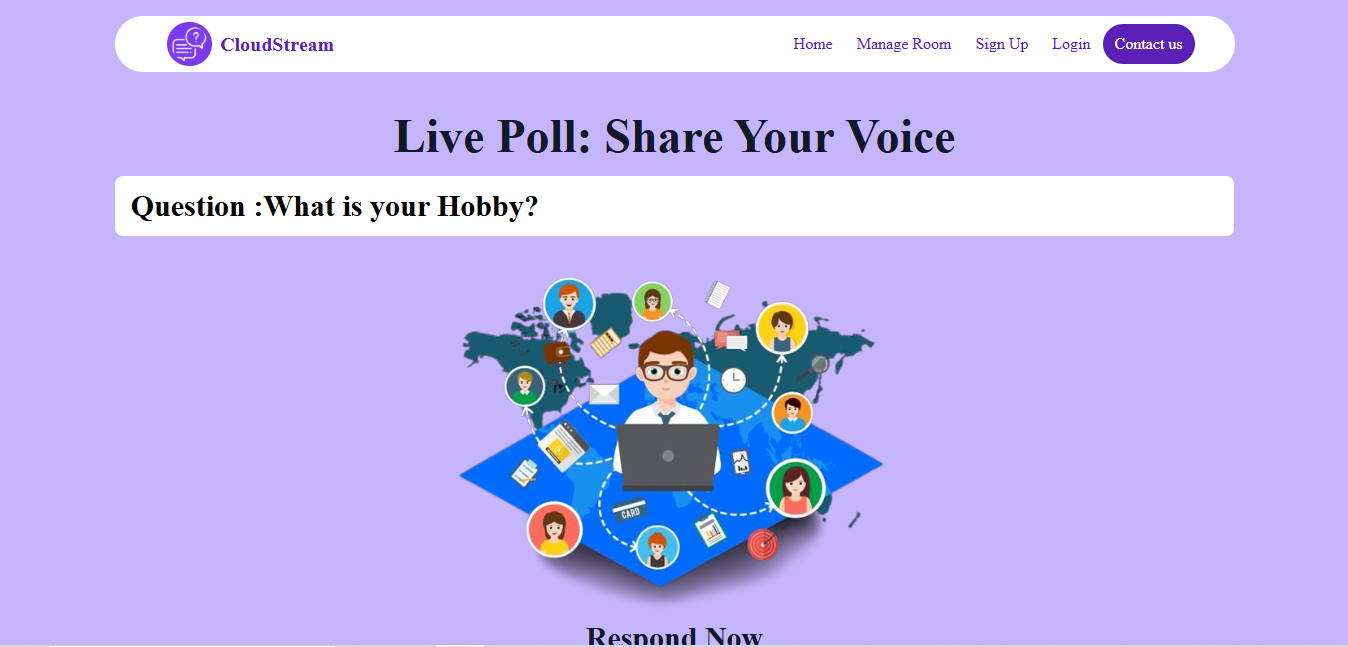 CloudStream
Home Manage Room Sign Up Login Contact us
Live Poll: Share Your Voice
Question :What is your Hobby?
CARD
Respond Now